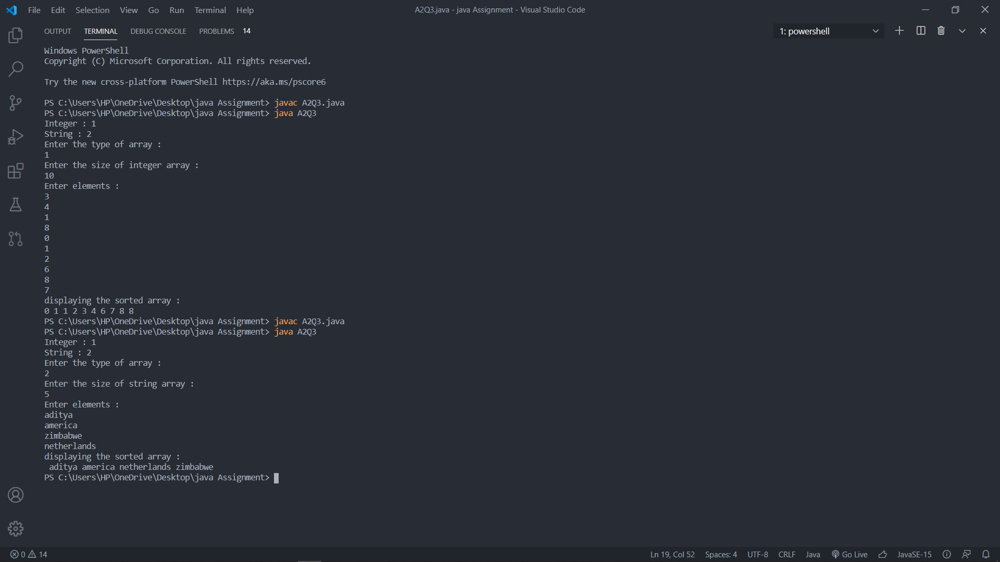 File Edit Selection View Go Run Terminal Help
A2Q3.java - java Assignment - Visual Studio Code
OUTPUT TERMINAL DEBUG CONSOLE PROBLEMS 14
1: powershell
Windows PowerShell
Copyright (C) Microsoft Corporation. All rights reserved.
Try the new cross-platform PowerShell https://aka.ms/pscore6
PS C:\Users\HP\OneDrive\Desktop\java Assignment> javac A2Q3.java
PS C:\Users\HP\OneDrive\Desktop\java Assignment> java A2Q3
Integer : 1
String : 2
Enter the type of array :
1
Enter the size of integer array :
10
Enter elements :
3
4
1
8
0
1
2
6
8
7
displaying the sorted array :
0 1 1 2 3 4 6 7 8 8
PS C:\Users\HP\OneDrive\Desktop\java Assignment> javac A2Q3.java
PS C:\Users\HP\OneDrive\Desktop\java Assignment> java A2Q3
Integer : 1
String : 2
Enter the type of array :
2
Enter the size of string array :
5
Enter elements :
aditya
america
zimbabwe
netherlands
displaying the sorted array :
 aditya america netherlands zimbabwe
PS C:\Users\HP\OneDrive\Desktop\java Assignment>
0 14
Ln 19, Col 52 Spaces: 4 UTF-8 CRLF Java Go Live JavaSE-15